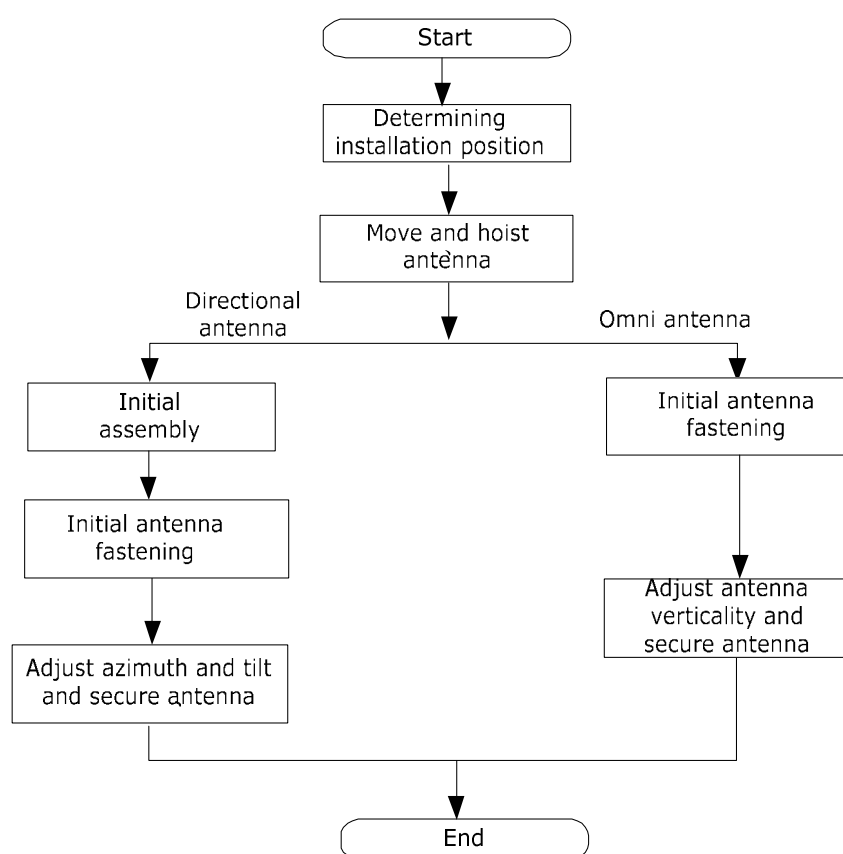 Start
Determining
installation position
Move and hoist
antenna
Directional
antenna
Omni antenna
Initial
assembly
Initial antenna
fastening
Initial antenna
fastening
Adjust azimuth and tilt
and secure antenna
Adjust antenna
verticality and
secure antenna
End